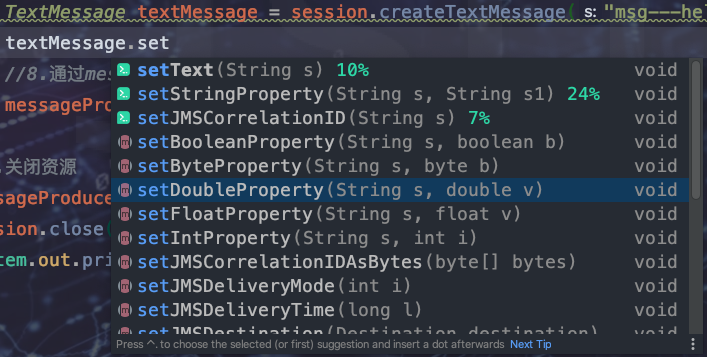 TextMessage textMessage = session.createTextMessage( s: "msg---he
textMessage.set
//8.通过mes
messagePro
关闭资源
sageProduce
sion.close(
tem.out.pri
setText(String s) 10% void
setStringProperty(String s, String s1) 24% void
setJMSCorrelationID(String s) 7% void
setBooleanProperty(String s, boolean b) void
setByteProperty(String s, byte b) void
setDoubleProperty(String s, double v) void
setFloatProperty(String s, float v) void
setIntProperty(String s, int i) void
setJMSCorrelationIDAsBytes(byte[] bytes) void
setJMSDeliveryMode(int i) void
setJMSDeliveryTime(long l) void
setJMSDestination(Destination destination) void
Press ^. to choose the selected (or first) suggestion and insert a dot afterwards Next Tip